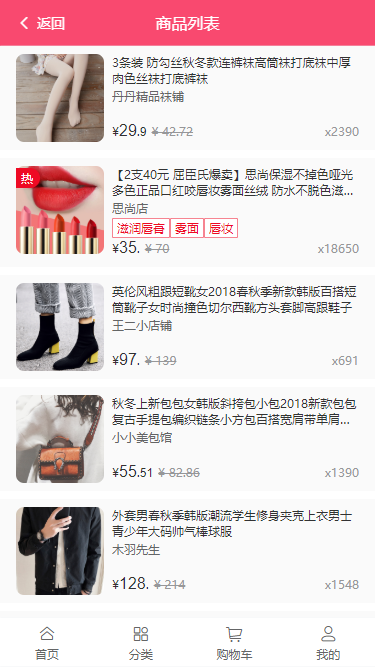 返回
商品列表
3条装 防勾丝秋冬款连裤袜高筒袜打底袜中厚
肉色丝袜打底裤袜
丹丹精品袜铺
¥29.9 ¥ 42.72 x2390
热
【2支40元 屈臣氏爆卖】思尚保湿不掉色哑光
多色正品口红咬唇妆雾面丝绒 防水不脱色滋...
思尚店
滋润唇膏 雾面 唇妆
¥35. ¥ 70 x18650
英伦风粗跟短靴女2018春秋季新款韩版百搭短
筒靴子女时尚撞色切尔西靴方头套脚高跟鞋子
王二小店铺
¥97. ¥ 139 x691
秋冬上新包包女韩版斜挎包小包2018新款包包
复古手提包编织链条小方包百搭宽肩带单肩...
小小美包馆
¥55.51 ¥ 82.86 x1390
外套男春秋季韩版潮流学生修身夹克上衣男士
青少年大码帅气棒球服
木羽先生
¥128. ¥ 214 x1548
首页 分类 购物车 我的